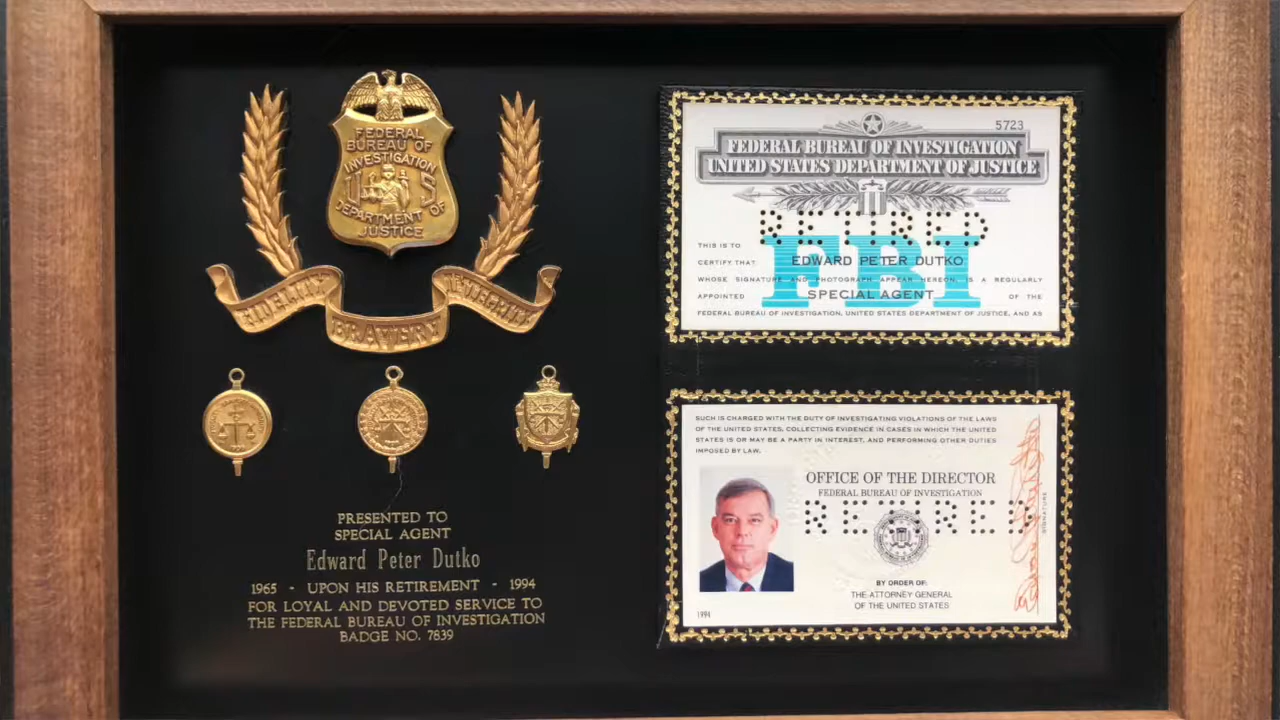 FEDERAL
BUREAU OF
INVESTIGATION
U S
DEPARTMENT OF
JUSTICE
FIDELITY
BRAVERY
INTEGRITY
PRESENTED TO
SPECIAL AGENT
Edward Peter Dutko
1965 - UPON HIS RETIREMENT - 1994
FOR LOYAL AND DEVOTED SERVICE TO
THE FEDERAL BUREAU OF INVESTIGATION
BADGE NO. 7839
5723
FEDERAL BUREAU OF INVESTIGATION
UNITED STATES DEPARTMENT OF JUSTICE
RETIRED
FBI
THIS IS TO
CERTIFY THAT EDWARD PETER DUTKO
WHOSE SIGNATURE AND PHOTOGRAPH APPEAR HEREON, IS A REGULARLY
APPOINTED SPECIAL AGENT OF THE
FEDERAL BUREAU OF INVESTIGATION, UNITED STATES DEPARTMENT OF JUSTICE, AND AS
SUCH IS CHARGED WITH THE DUTY OF INVESTIGATING VIOLATIONS OF THE LAWS
OF THE UNITED STATES, COLLECTING EVIDENCE IN CASES IN WHICH THE UNITED
STATES IS OR MAY BE A PARTY IN INTEREST, AND PERFORMING OTHER DUTIES
IMPOSED BY LAW.
OFFICE OF THE DIRECTOR
FEDERAL BUREAU OF INVESTIGATION
RETIRED
BY ORDER OF:
THE ATTORNEY GENERAL
OF THE UNITED STATES
1994
SIGNATURE